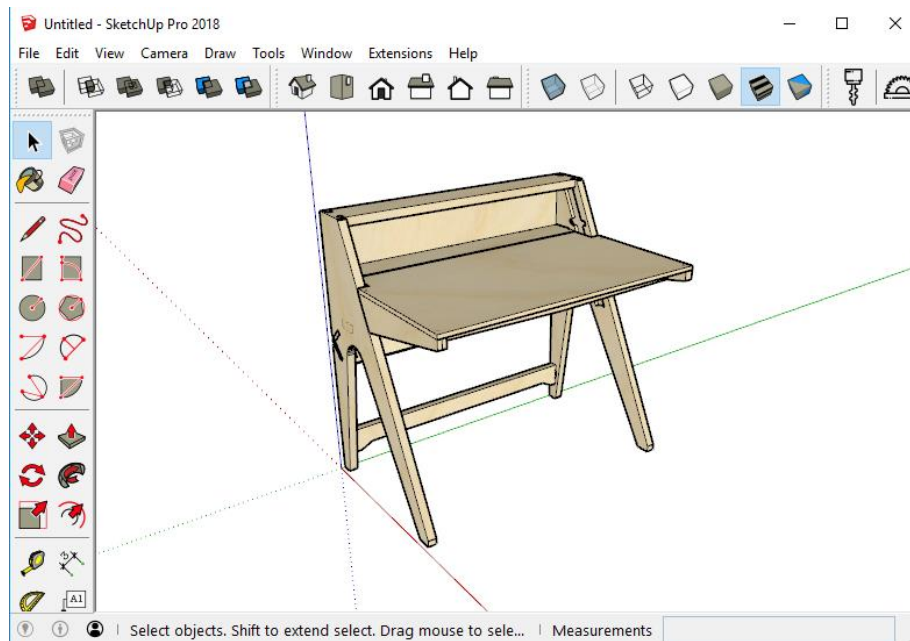 Untitled - SketchUp Pro 2018
File Edit View Camera Draw Tools Window Extensions Help
A1
Select objects. Shift to extend select. Drag mouse to sele... Measurements